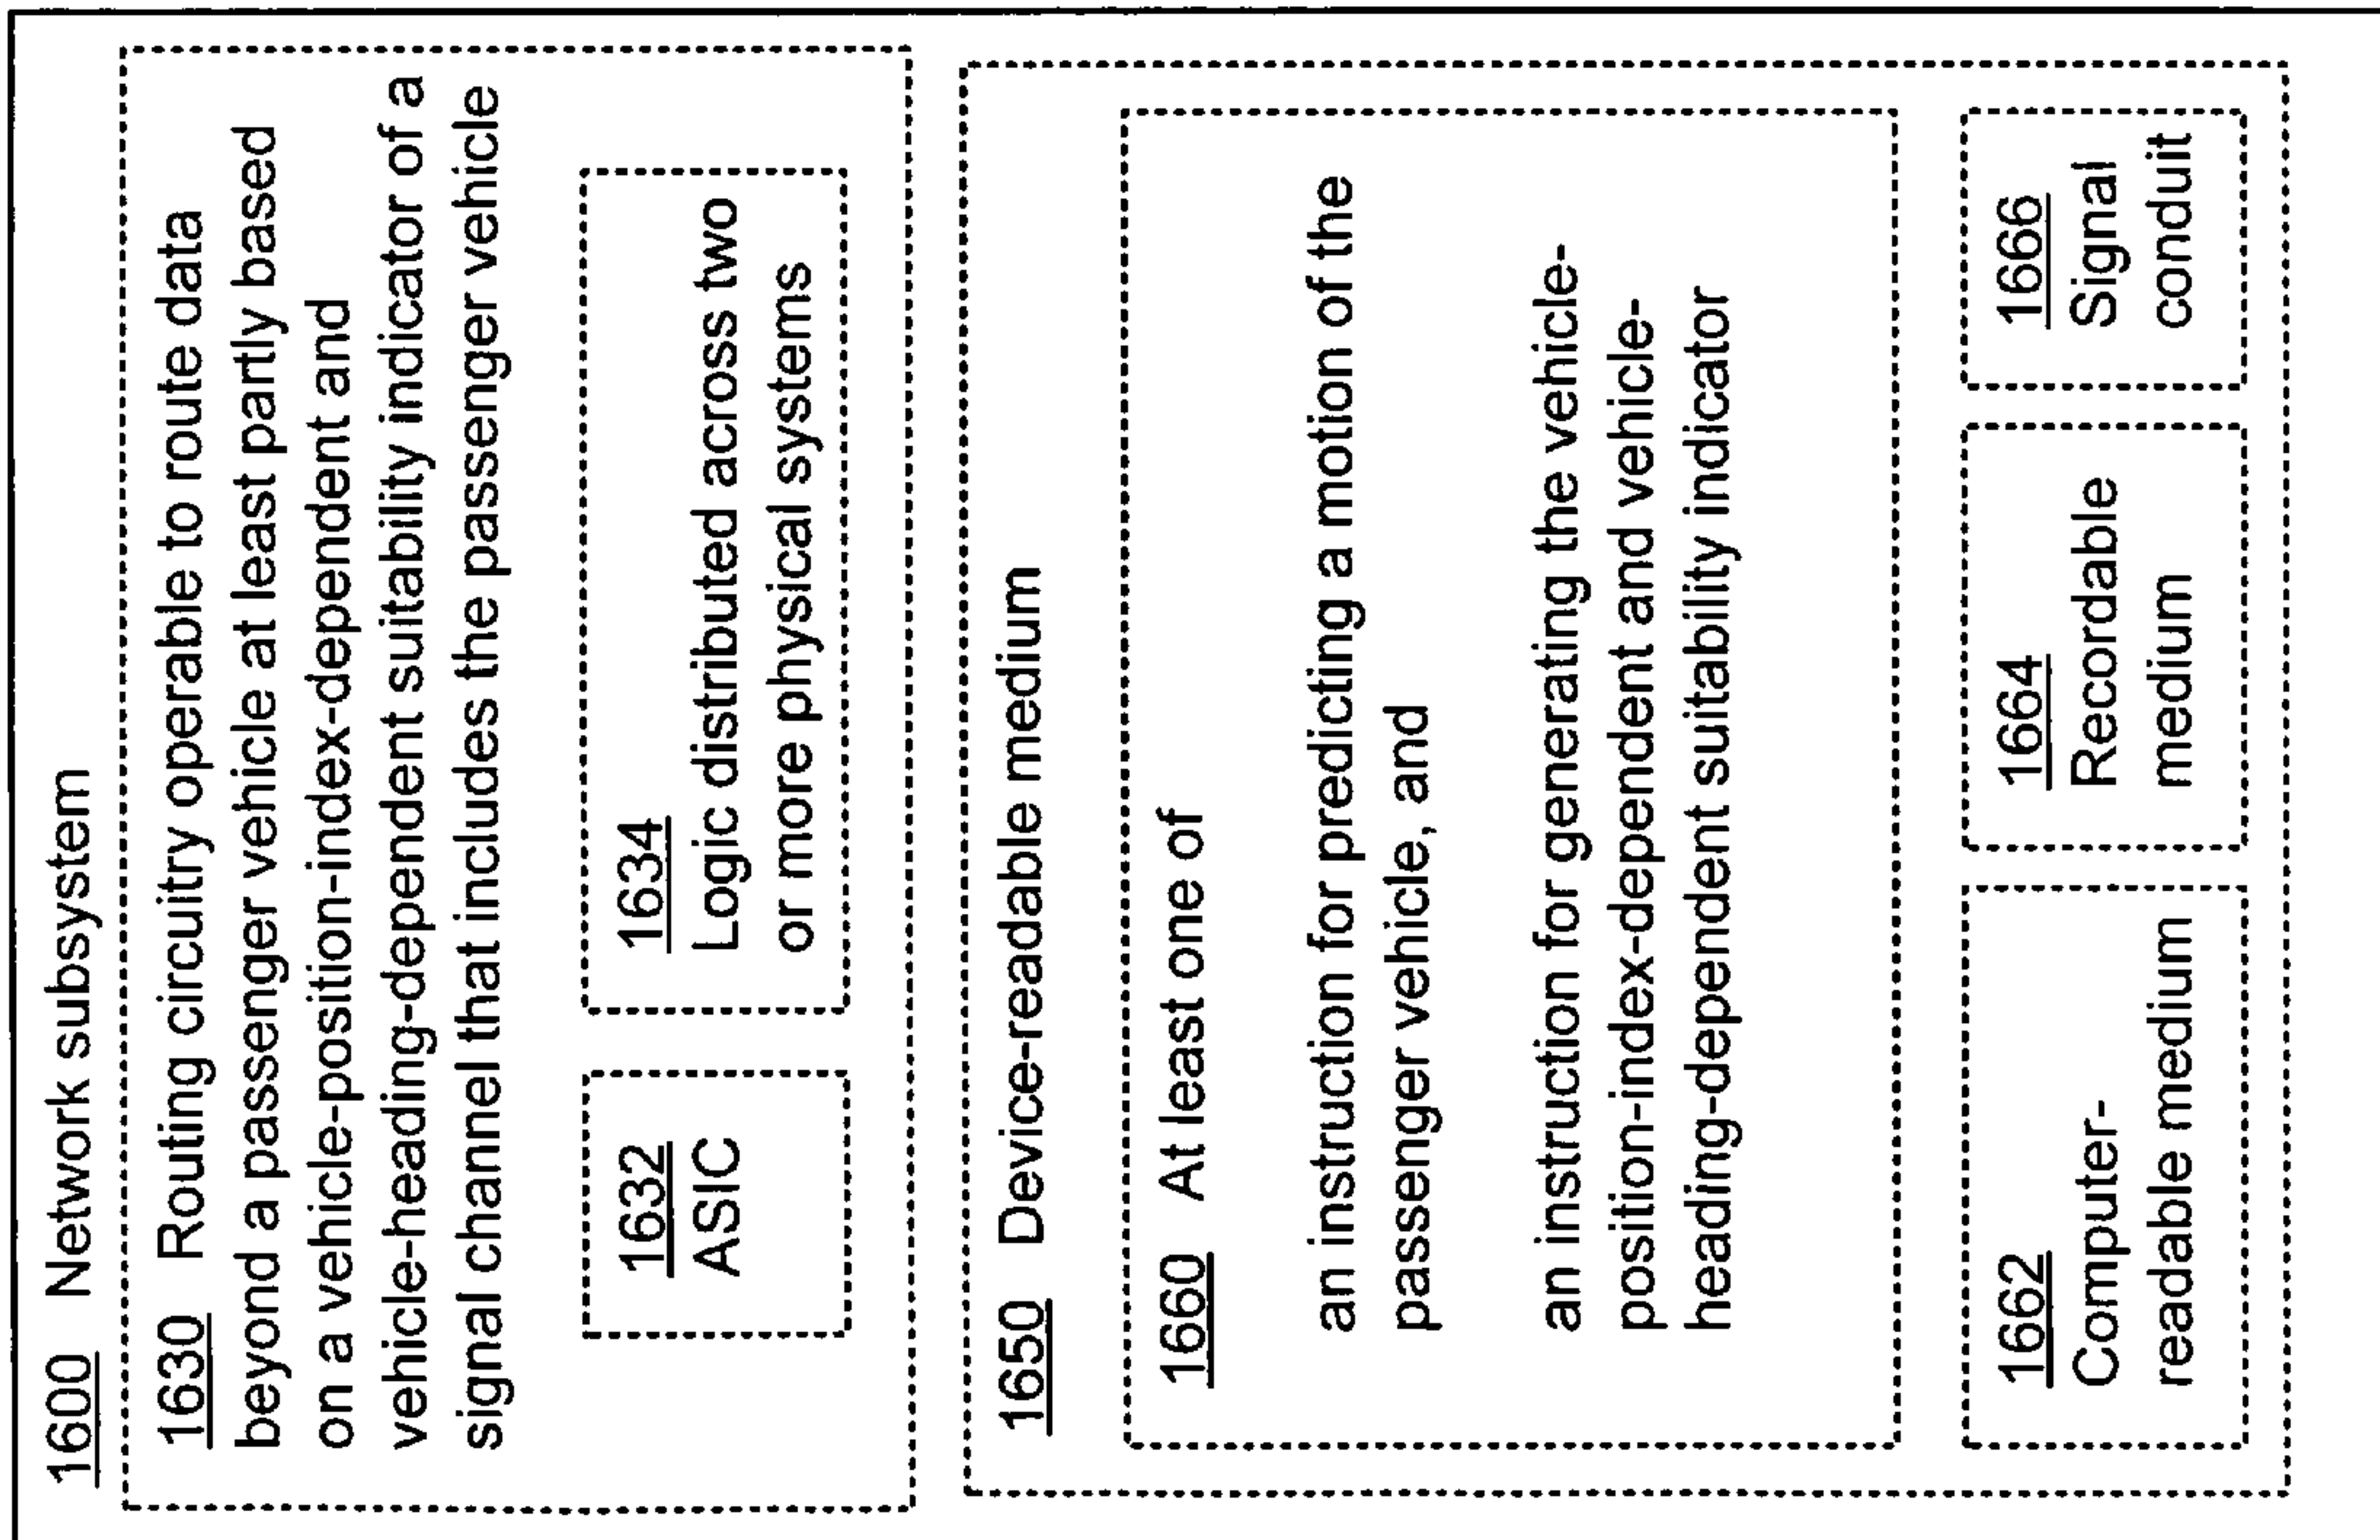 1600 Network subsystem
1630 Routing circuitry operable to route data
beyond a passenger vehicle at least partly based
on a vehicle-position-index-dependent and
vehicle-heading-dependent suitability indicator of a
signal channel that includes the passenger vehicle
1632
ASIC
1634
Logic distributed across two
or more physical systems
1650 Device-readable medium
1660 At least one of
an instruction for predicting a motion of the
passenger vehicle, and
an instruction for generating the vehicle-
position-index-dependent and vehicle-
heading-dependent suitability indicator
1662
Computer-
readable medium
1664
Recordable
medium
1666
Signal
conduit